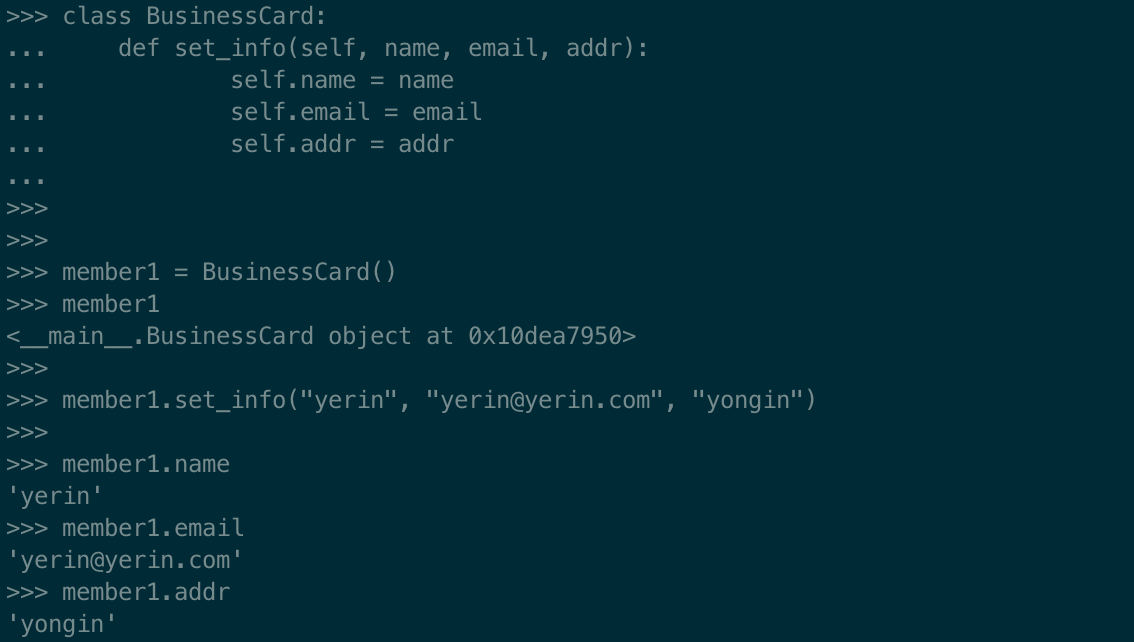 >>> class BusinessCard:
...     def set_info(self, name, email, addr):
...             self.name = name
...             self.email = email
...             self.addr = addr
...
>>>
>>>
>>> member1 = BusinessCard()
>>> member1
<__main__.BusinessCard object at 0x10dea7950>
>>>
>>> member1.set_info("yerin", "yerin@yerin.com", "yongin")
>>>
>>> member1.name
'yerin'
>>> member1.email
'yerin@yerin.com'
>>> member1.addr
'yongin'